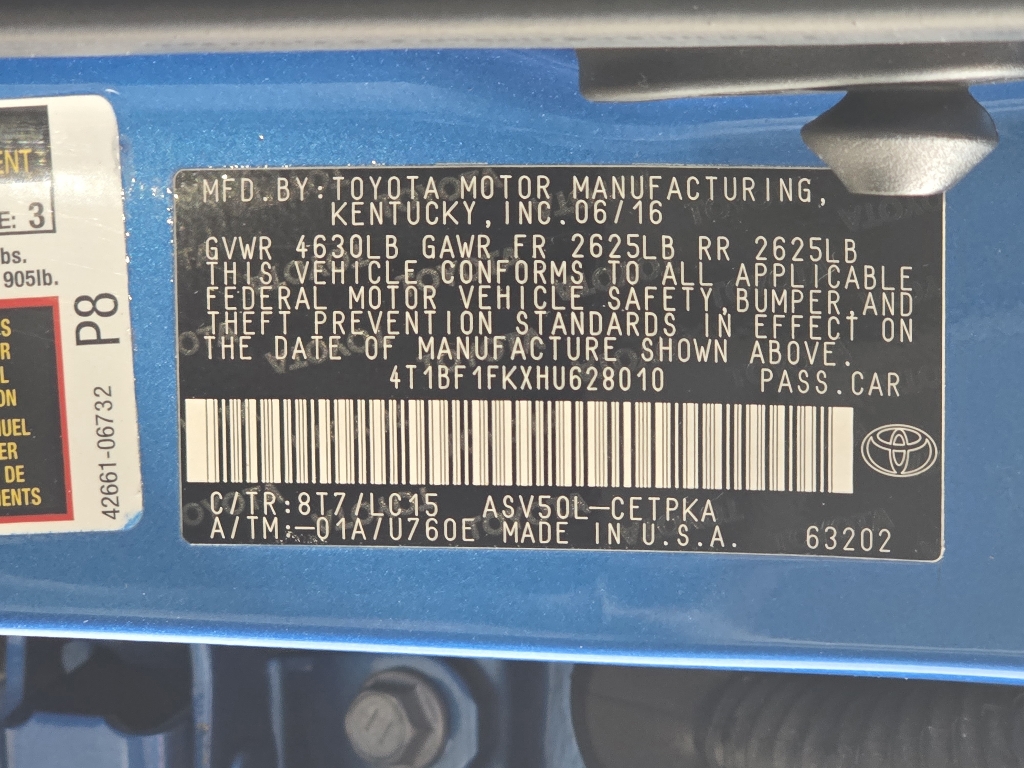 ENT
E: 3
bs.
905lb.
S
R
L
ON
NUEL
ER
DE
MENTS
P8
42661-06732
MFD.BY:TOYOTA MOTOR MANUFACTURING,
KENTUCKY,INC.06/16
GVWR 4630LB GAWR FR 2625LB RR 2625LB
THIS VEHICLE CONFORMS TO ALL APPLICABLE
FEDERAL MOTOR VEHICLE SAFETY,BUMPER,AND
THEFT PREVENTION STANDARDS IN EFFECT ON
THE DATE OF MANUFACTURE SHOWN ABOVE.
4T1BF1FKXHU628010 PASS.CAR
C/TR:8T7/LC15 ASV50L-CETPKA
A/TM:-01A/U760E MADE IN U.S.A. 63202